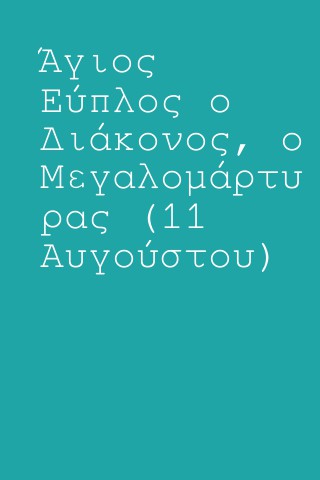 Άγιος
Εύπλος ο
Διάκονος, ο
Μεγαλομάρτυ
ρας (11
Αυγούστου)